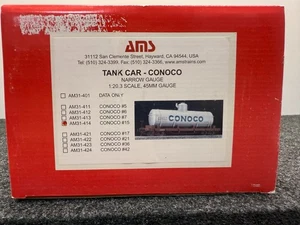 AMS
31112 San Clemente Street, Hayward, CA 94544, USA
Tel: (510) 324-3399, Fax: (510) 324-3366, www.amstrains.com
TANK CAR - CONOCO
NARROW GAUGE
1:20.3 SCALE, 45MM GAUGE
AM31-401 DATA ONLY
AM31-411 CONOCO #5
AM31-412 CONOCO #6
AM31-413 CONOCO #7
AM31-414 CONOCO #15
AM31-421 CONOCO #17
AM31-422 CONOCO #21
AM31-423 CONOCO #36
AM31-424 CONOCO #42
CONOCO